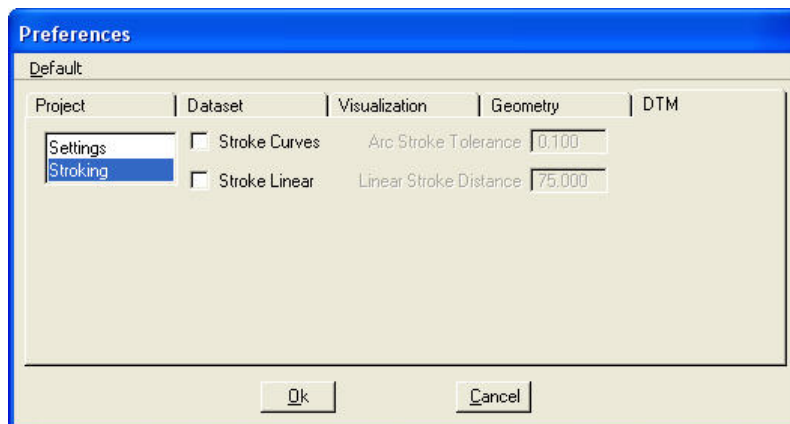 Preferences
Default
Project Dataset Visualization Geometry DTM
Settings
Stroking
Stroke Curves Arc Stroke Tolerance 0.100
Stroke Linear Linear Stroke Distance 75.000
Ok Cancel